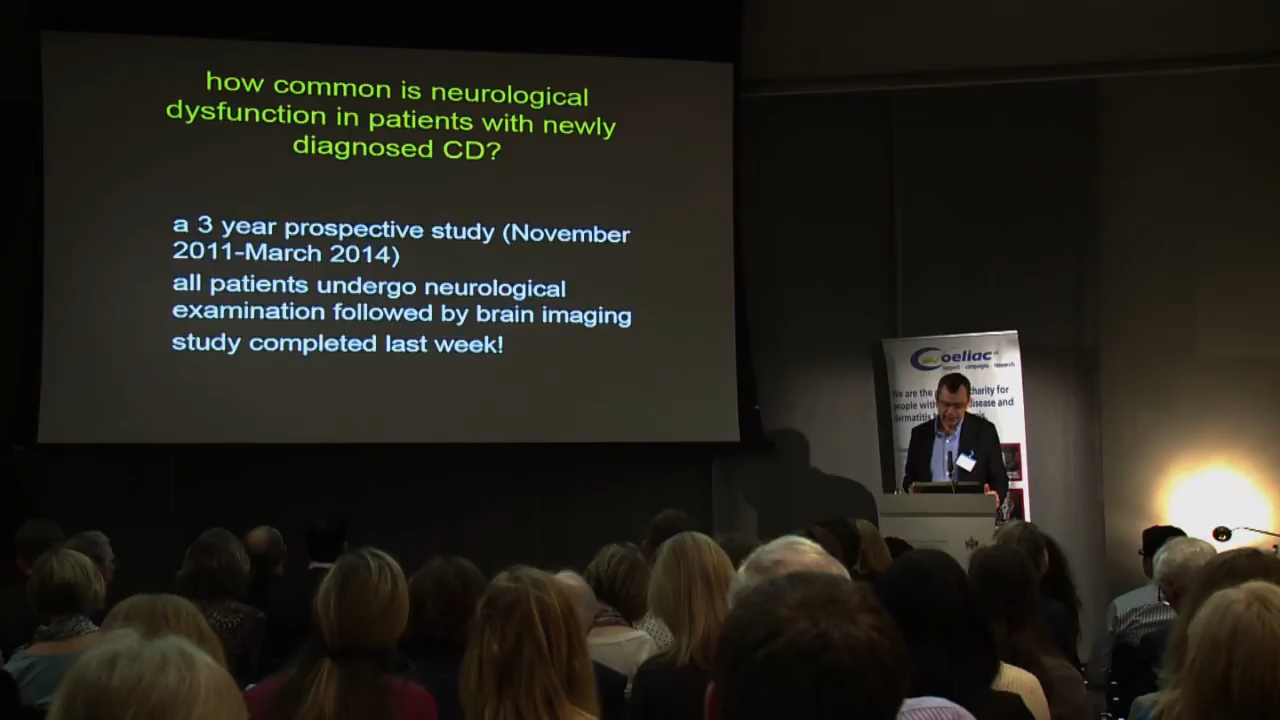 how common is neurological
dysfunction in patients with newly
diagnosed CD?
a 3 year prospective study (November
2011-March 2014)
all patients undergo neurological
examination followed by brain imaging
study completed last week!
Coeliac UK
support campaigns research
We are the charity for
people with disease and
dermatitis